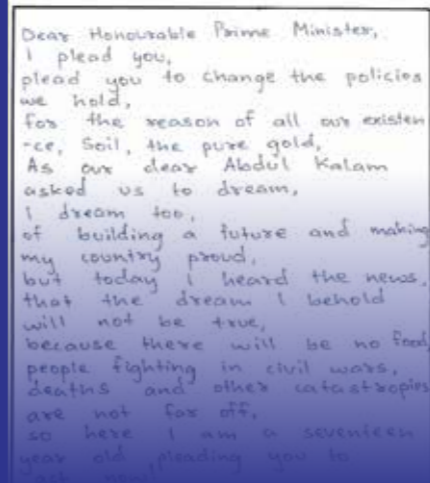 Dear Honourable Prime Minister,
I plead you,
plead you to change the policies
we hold,
for the reason of all our existen
-ce, Soil, the pure gold,
As our dear Abdul Kalam
asked us to dream,
I dream too,
of building a future and making
my country proud,
but today I heard the news,
that the dream I behold
will not be true,
because there will be no food,
people fighting in civil wars,
deaths and other catastropies
are not far off,
so here I am a seventeen
year old, pleading you to
act now!